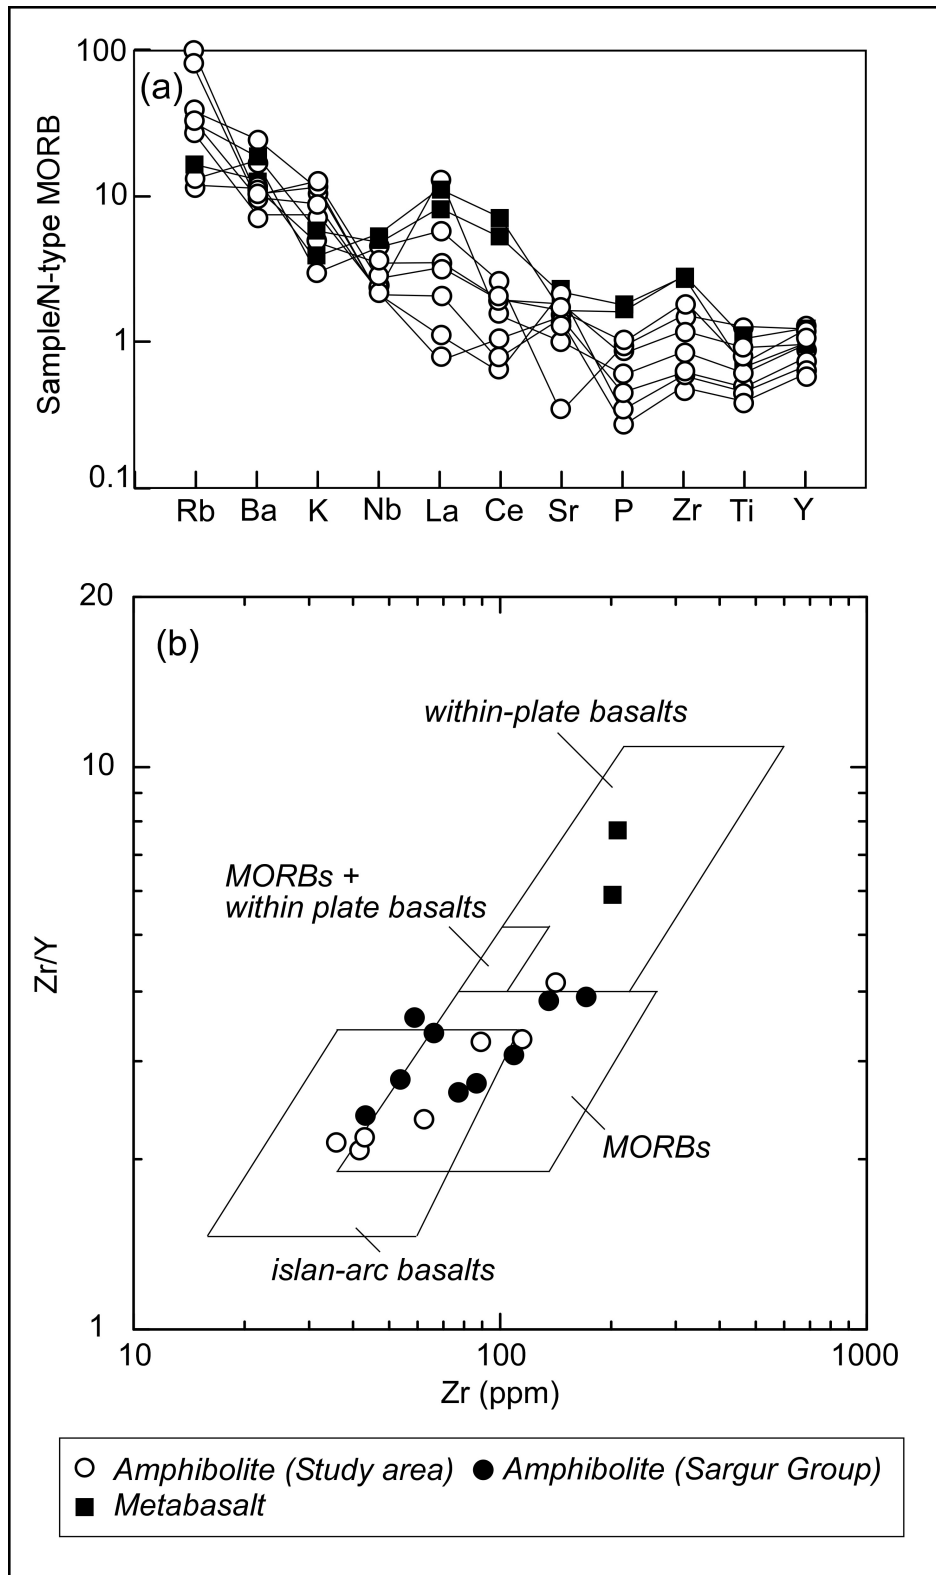 100
(a)
10
1
0.1
Sample/N-type MORB
Rb Ba K Nb La Ce Sr P Zr Ti Y
20
(b)
within-plate basalts
10
MORBs +
within plate basalts
Zr/Y
MORBs
islan-arc basalts
1
10 100 1000
Zr (ppm)
Amphibolite (Study area) Amphibolite (Sargur Group)
Metabasalt